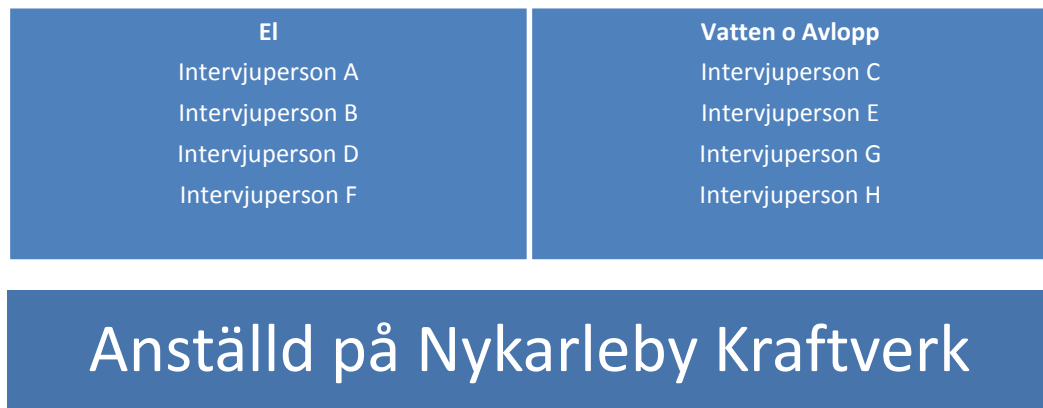 El
Intervjuperson A
Intervjuperson B
Intervjuperson D
Intervjuperson F
Vatten o Avlopp
Intervjuperson C
Intervjuperson E
Intervjuperson G
Intervjuperson H
Anställd på Nykarleby Kraftverk